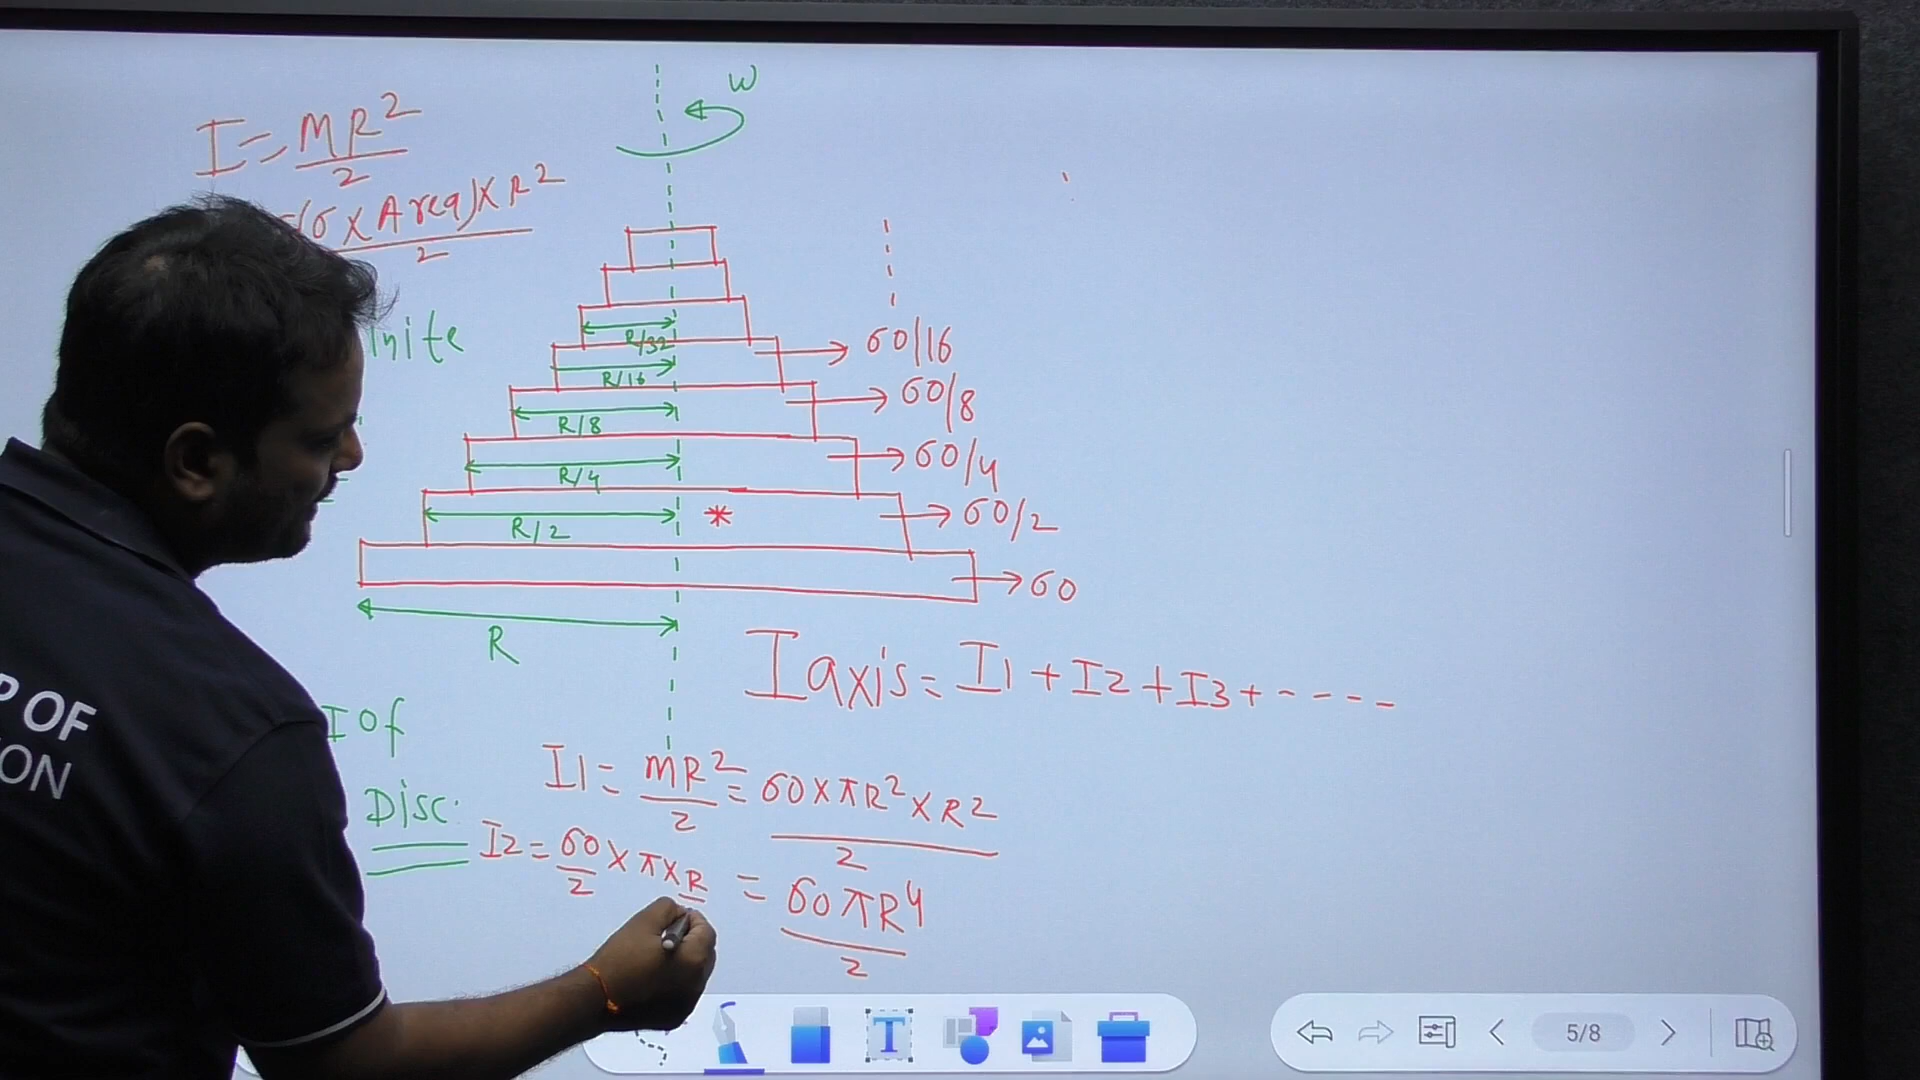 ω
I = MR²/2
(σ × Area) × R²/2
R/32
R/16
R/8
R/4
R/2
R
σ0/16
σ0/8
σ0/4
σ0/2
σ0
*
I axis = I1 + I2 + I3 + - - - -
I of
Disc:
I1 = MR²/2 = σ0 × πR² × R²/2
I2 = σ0/2 × π × R
= σ0πR⁴/2
P OF
ON
T
5/8